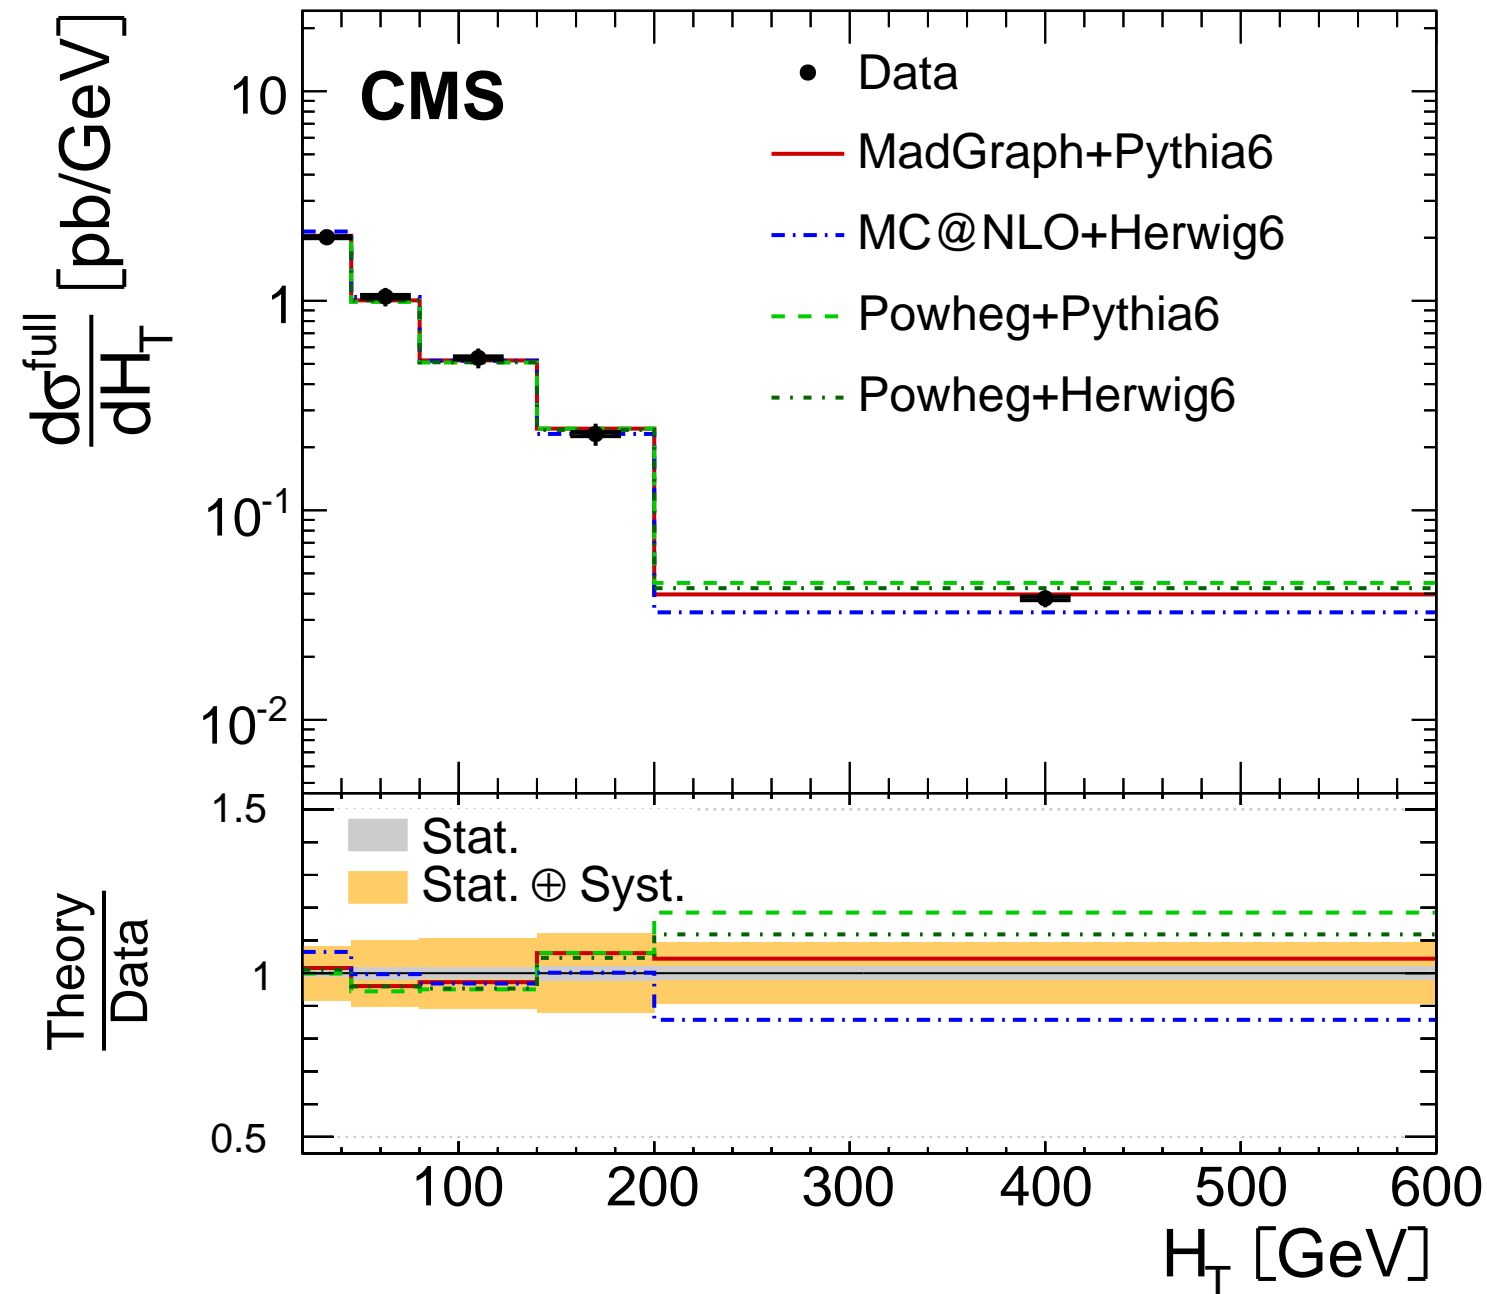 CMS
Data
MadGraph+Pythia6
MC@NLO+Herwig6
Powheg+Pythia6
Powheg+Herwig6
dσ^full
dH_T
[pb/GeV]
10
1
10^-1
10^-2
Stat.
Stat. ⊕ Syst.
Theory
Data
1.5
1
0.5
100 200 300 400 500 600
H_T [GeV]